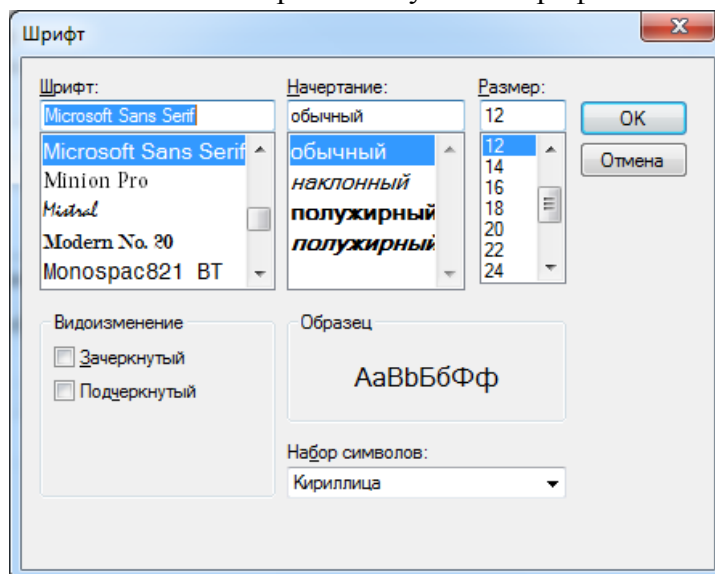 Шрифт
Шрифт:
Microsoft Sans Serif
Microsoft Sans Serif
Minion Pro
Mistral
Modern No. 20
Monospac821 BT
Начертание:
обычный
обычный
наклонный
полужирный
полужирный
Размер:
12
12
14
16
18
20
22
24
OK
Отмена
Видоизменение
Зачеркнутый
Подчеркнутый
Образец
АаBbБбФф
Набор символов:
Кириллица